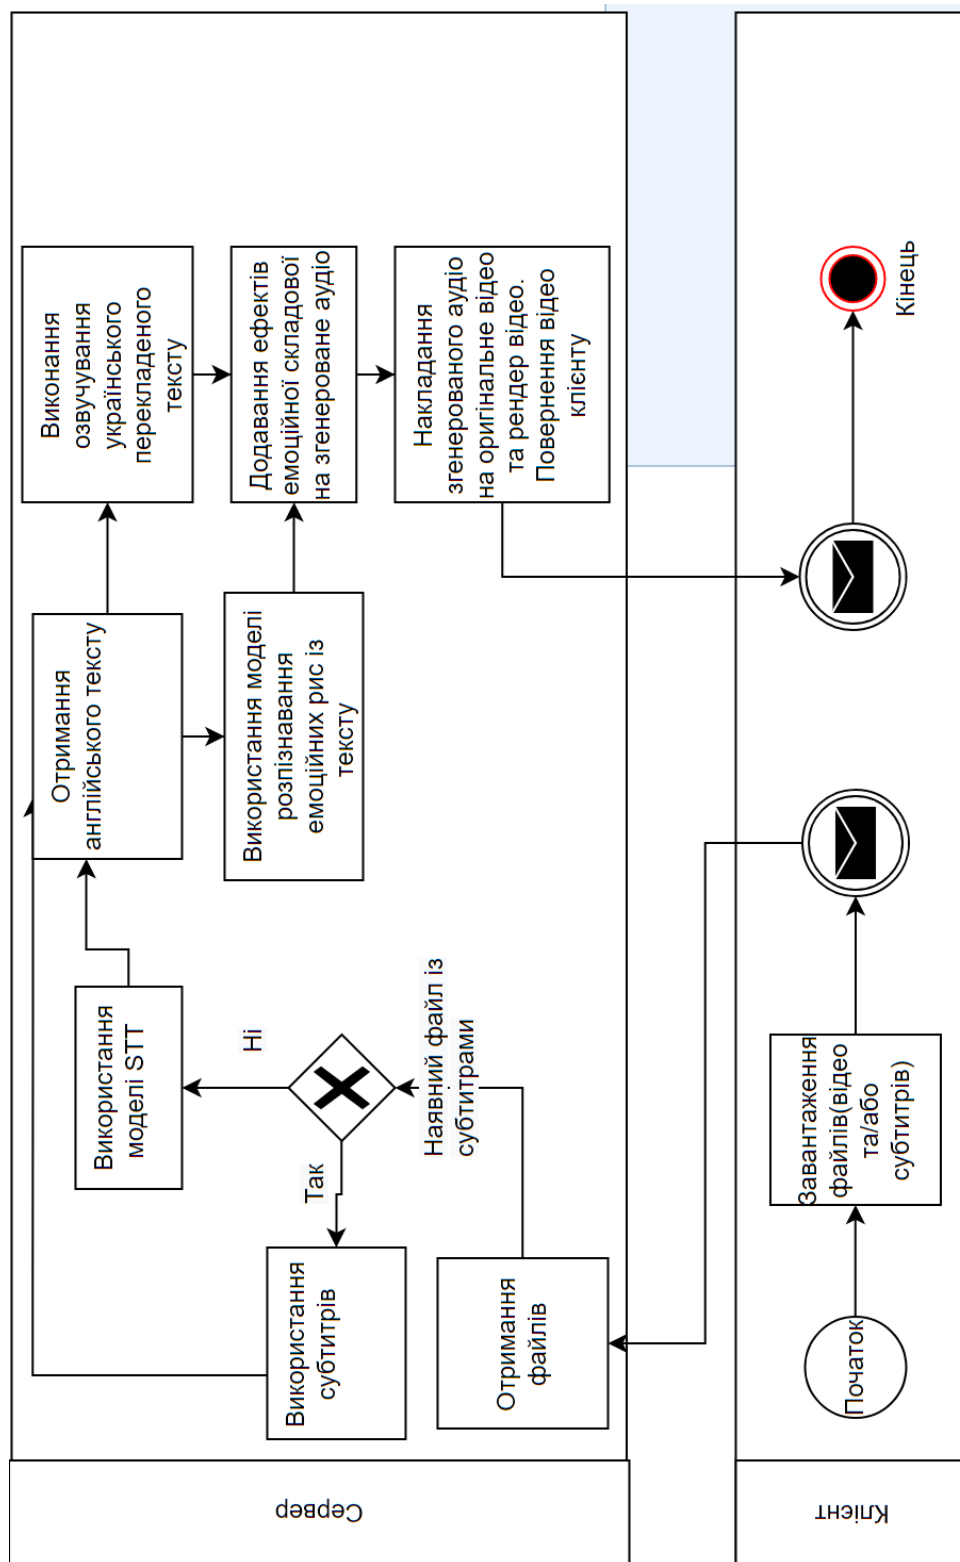 Виконання
озвучування
українського
перекладеного
тексту
Додавання ефектів
емоційної складової
на згенероване аудіо
Накладання
згенерованого аудіо
на оригінальне відео
та рендер відео.
Повернення відео
клієнту
Кінець
Отримання
англійського тексту
Використання моделі
розпізнавання
емоційних рис із
тексту
Використання
моделі STT
Ні
Так
Наявний файл із
субтитрами
Використання
субтитрів
Отримання
файлів
Завантаження
файлів(відео
та/або
субтитрів)
Початок
Сервер
Клієнт